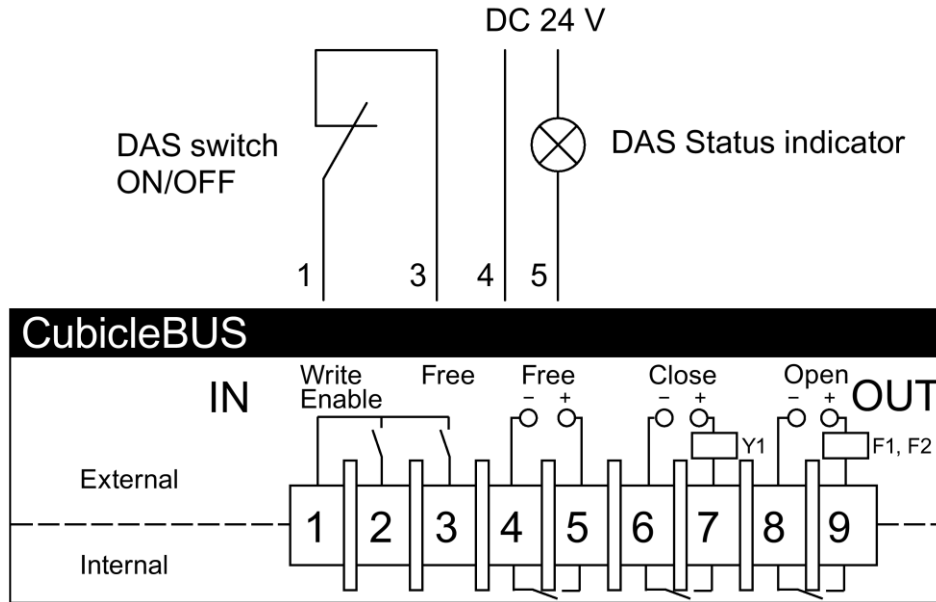 DC 24 V
DAS switch
ON/OFF
DAS Status indicator
1 3 4 5
CubicleBUS
IN Write Enable Free Free Close Open OUT
− + − + − +
Y1 F1, F2
External
1 2 3 4 5 6 7 8 9
Internal